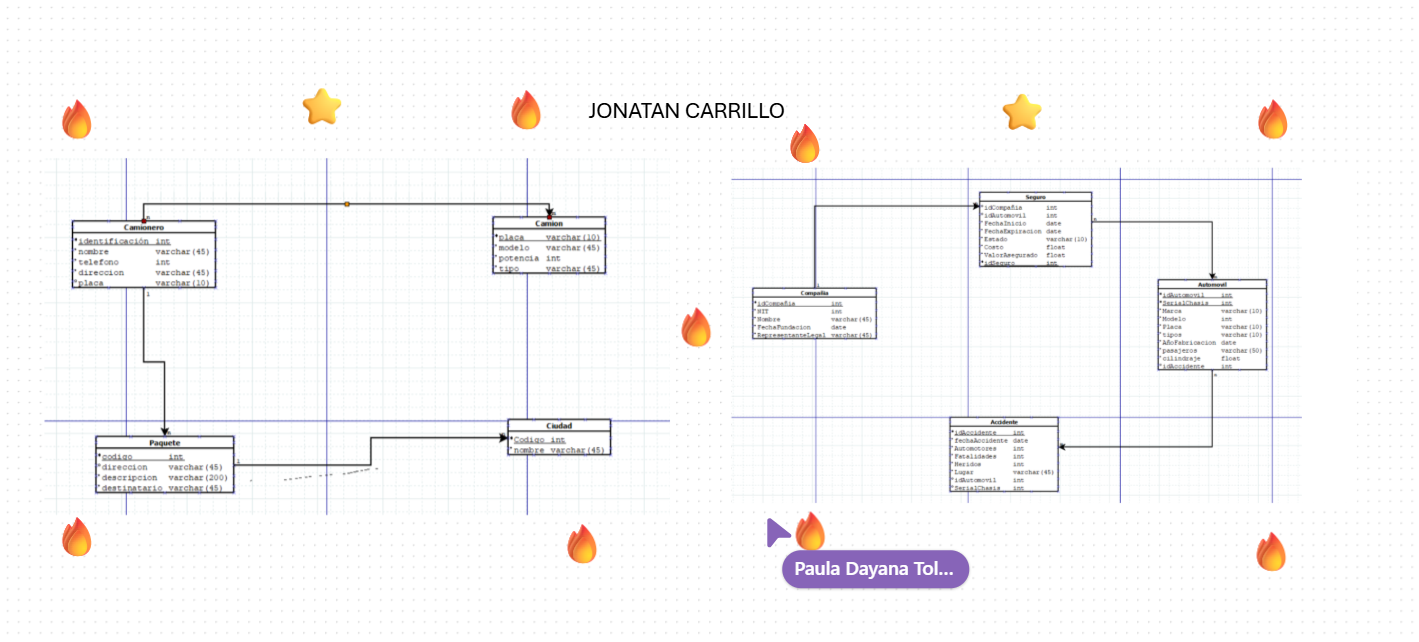 JONATAN CARRILLO
Camionero
*identificación int
*nombre varchar(45)
*telefono int
*direccion varchar(45)
*placa varchar(10)
Camion
*placa varchar(10)
*modelo varchar(45)
*potencia int
*tipo varchar(45)
Paquete
*codigo int
*direccion varchar(45)
*descripcion varchar(200)
*destinatario varchar(45)
Ciudad
*Codigo int
*nombre varchar(45)
Seguro
*idCompañia int
*idAutomovil int
*FechaInicio date
*FechaExpiracion date
*Estado varchar(10)
*Costo float
*ValorAsegurado float
*idSeguro int
Compañia
*idCompañia int
*NIT int
*Nombre varchar(45)
*FechaFundacion date
*RepresentanteLegal varchar(45)
Automovil
*idAutomovil int
*SerialChasis int
*Marca varchar(10)
*Modelo int
*Placa varchar(10)
*tipos varchar(10)
*AñoFabricacion date
*pasajeros varchar(50)
*cilindraje float
*idAccidente int
Accidente
*idAccidente int
*fechaAccidente date
*Automotores int
*Fatalidades int
*Heridos int
*Lugar varchar(45)
*idAutomovil int
*SerialChasis int
Paula Dayana Tol...